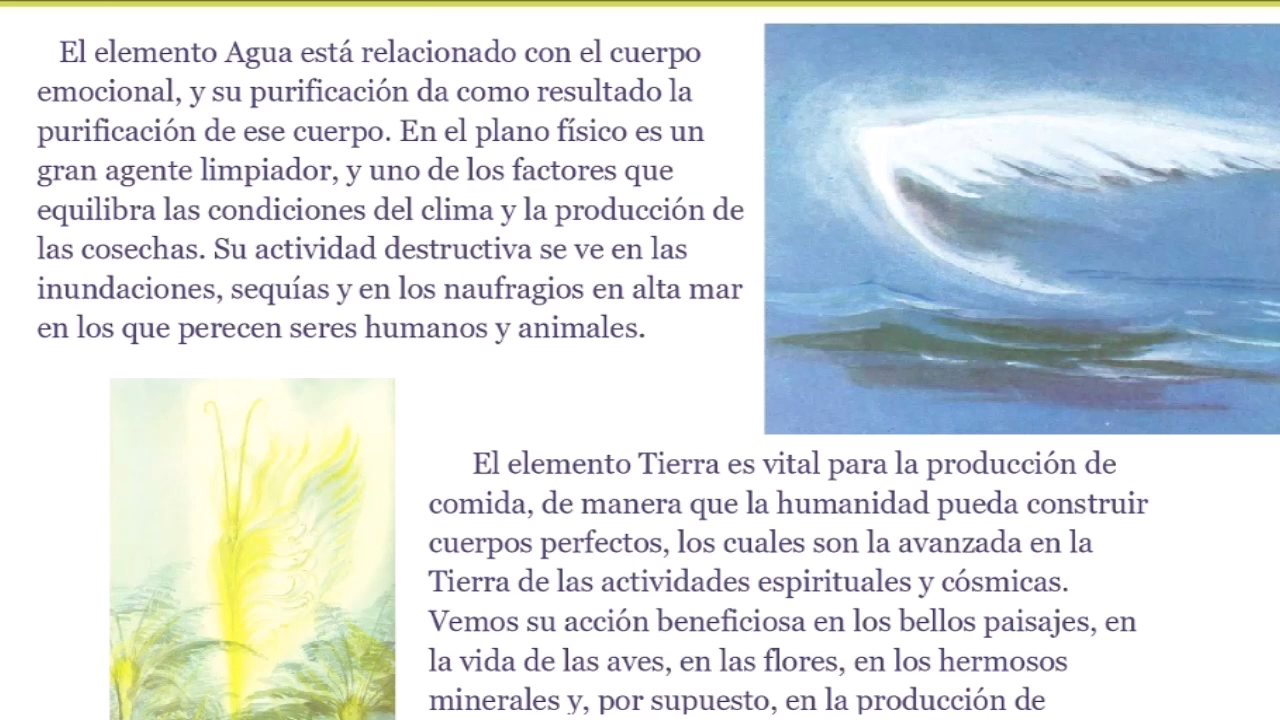 El elemento Agua está relacionado con el cuerpo
emocional, y su purificación da como resultado la
purificación de ese cuerpo. En el plano físico es un
gran agente limpiador, y uno de los factores que
equilibra las condiciones del clima y la producción de
las cosechas. Su actividad destructiva se ve en las
inundaciones, sequías y en los naufragios en alta mar
en los que perecen seres humanos y animales.
El elemento Tierra es vital para la producción de
comida, de manera que la humanidad pueda construir
cuerpos perfectos, los cuales son la avanzada en la
Tierra de las actividades espirituales y cósmicas.
Vemos su acción beneficiosa en los bellos paisajes, en
la vida de las aves, en las flores, en los hermosos
minerales y, por supuesto, en la producción de